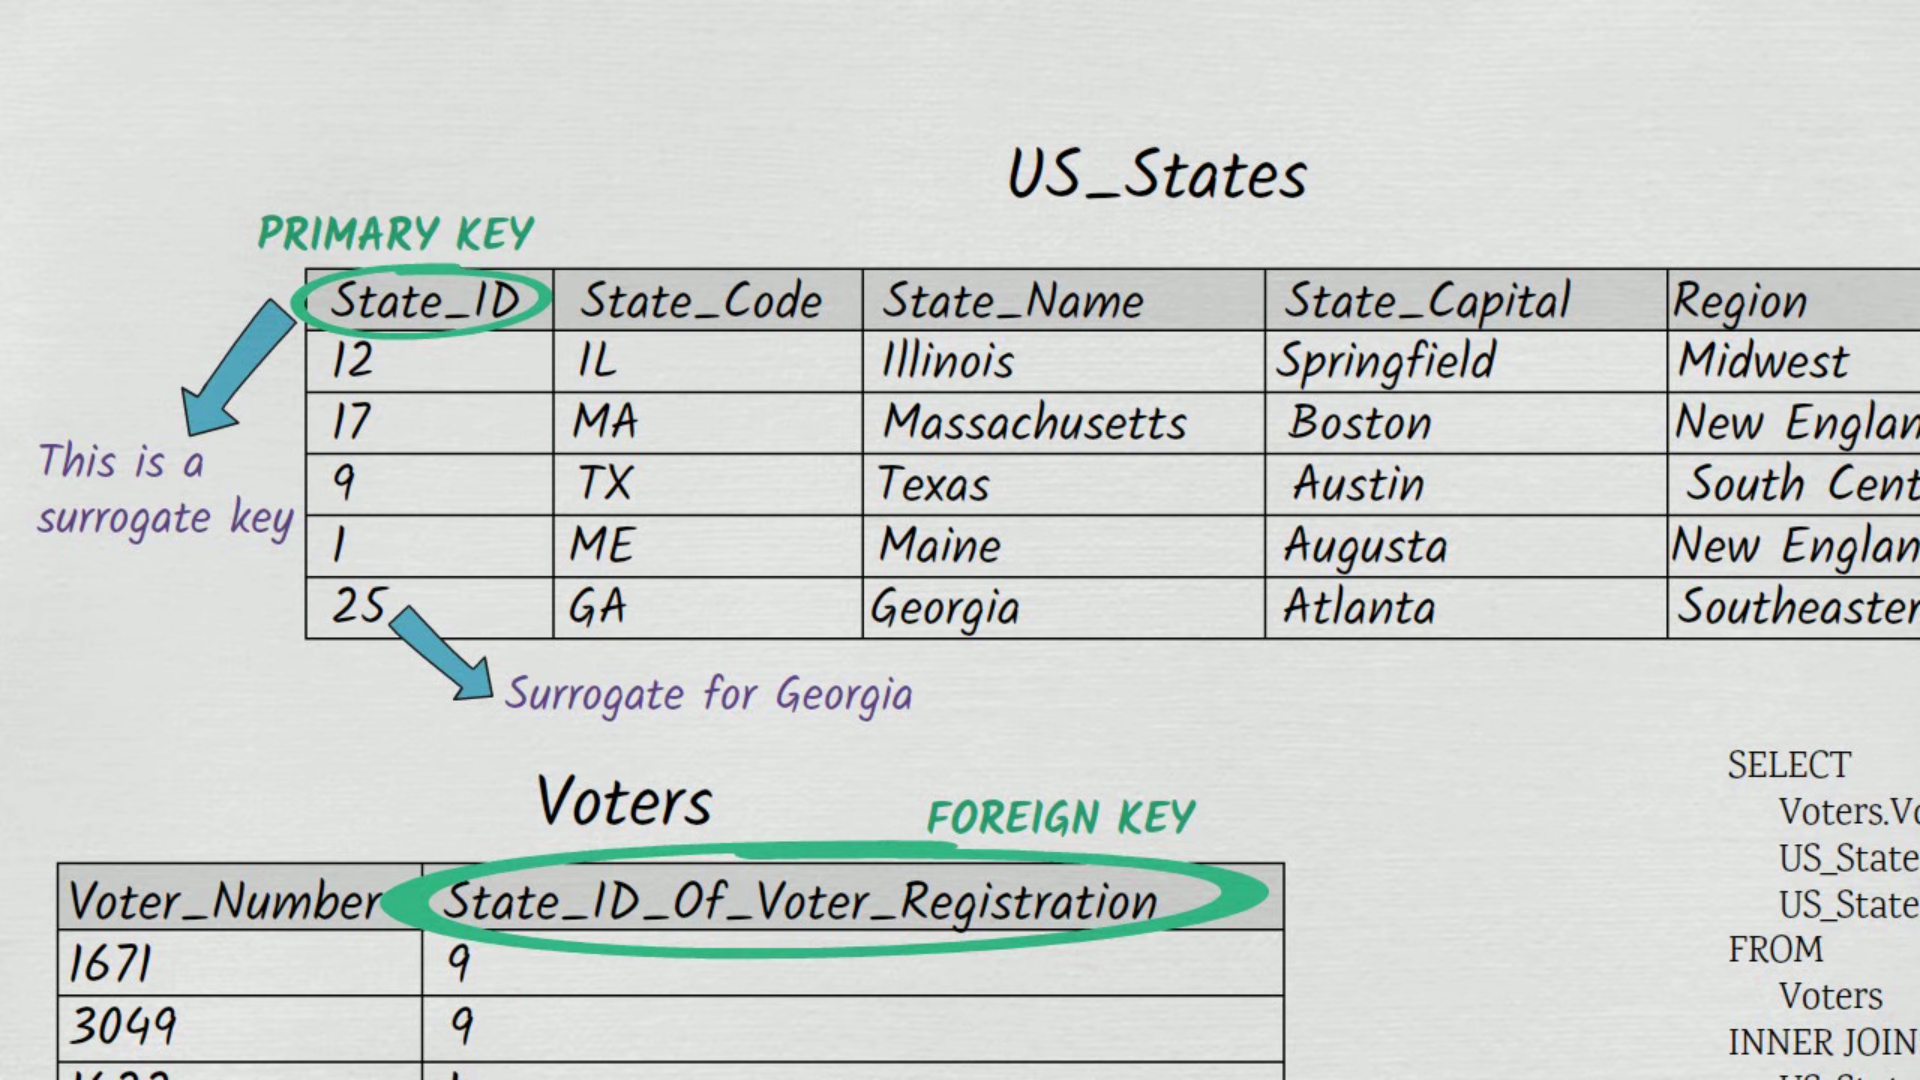 US_States
PRIMARY KEY
State_ID State_Code State_Name State_Capital Region
12 IL Illinois Springfield Midwest
17 MA Massachusetts Boston New Englan
9 TX Texas Austin South Cent
1 ME Maine Augusta New Englan
25 GA Georgia Atlanta Southeaster
This is a
surrogate key
Surrogate for Georgia
Voters
FOREIGN KEY
Voter_Number State_ID_Of_Voter_Registration
1671 9
3049 9
SELECT
Voters.Vo
US_State
US_State
FROM
Voters
INNER JOIN